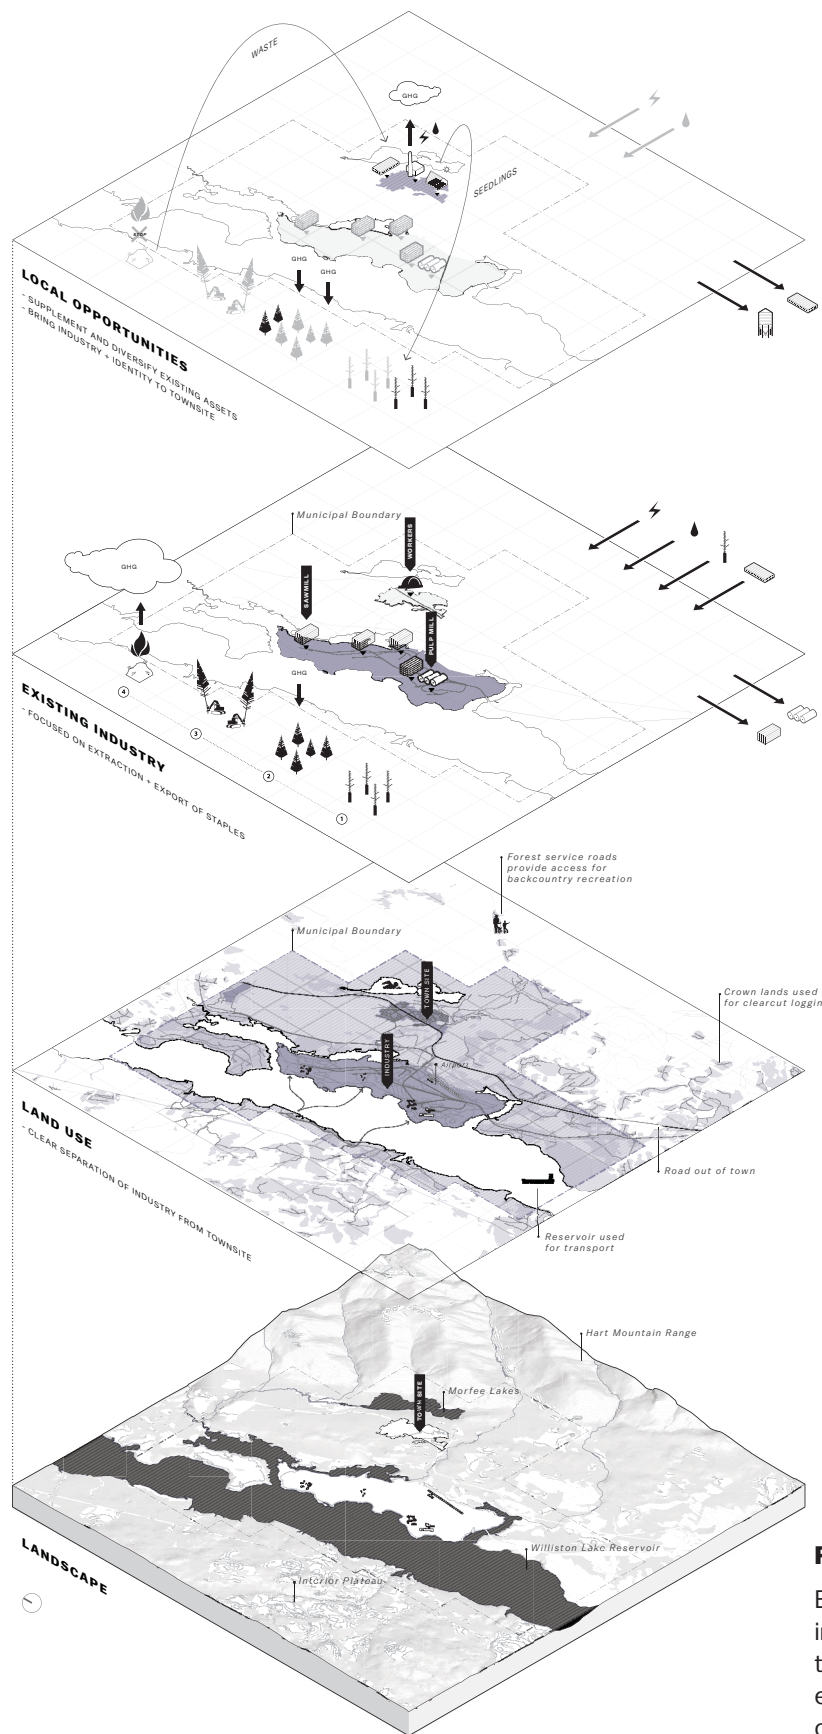 WASTE
GHG
SEEDLINGS
STOP
GHG
GHG
LOCAL OPPORTUNITIES
- SUPPLEMENT AND DIVERSIFY EXISTING ASSETS
- BRING INDUSTRY + IDENTITY TO TOWNSITE
Municipal Boundary
WORKERS
GHG
SAWMILL
PULP MILL
GHG
4
3
2
1
EXISTING INDUSTRY
- FOCUSED ON EXTRACTION + EXPORT OF STAPLES
Forest service roads
provide access for
backcountry recreation
Municipal Boundary
TOWN SITE
Crown lands used
for clearcut loggin
INDUSTRY
Airport
LAND USE
- CLEAR SEPARATION OF INDUSTRY FROM TOWNSITE
Road out of town
Reservoir used
for transport
Hart Mountain Range
TOWN SITE
Morfee Lakes
Williston Lake Reservoir
LANDSCAPE
Interior Plateau